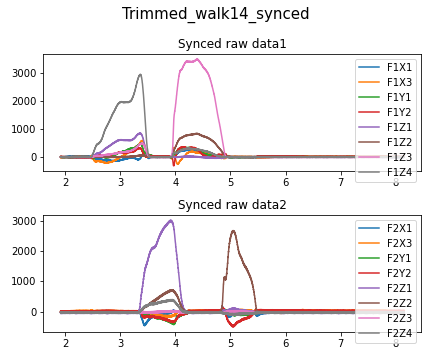 Trimmed_walk14_synced
Synced raw data1
3000
2000
1000
0
F1X1
F1X3
F1Y1
F1Y2
F1Z1
F1Z2
F1Z3
F1Z4
2 3 4 5 6 7 8
Synced raw data2
3000
2000
1000
0
F2X1
F2X3
F2Y1
F2Y2
F2Z1
F2Z2
F2Z3
F2Z4
2 3 4 5 6 7 8